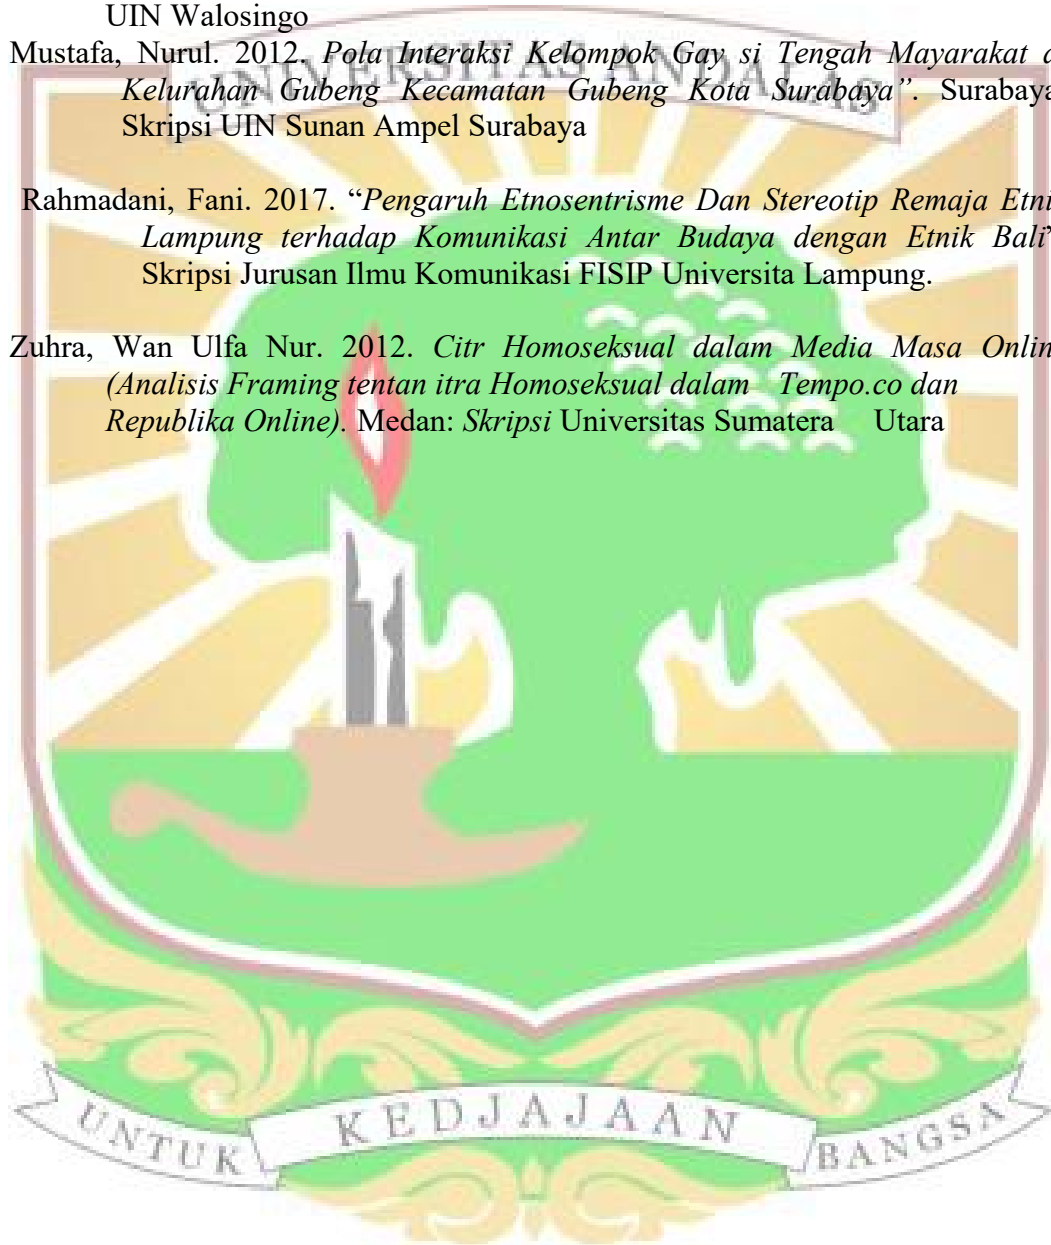 UIN Walosingo
UNIVERSITAS ANDALAS
Mustafa, Nurul. 2012. Pola Interaksi Kelompok Gay si Tengah Mayarakat d
Kelurahan Gubeng Kecamatan Gubeng Kota Surabaya”. Surabaya
Skripsi UIN Sunan Ampel Surabaya
Rahmadani, Fani. 2017. “Pengaruh Etnosentrisme Dan Stereotip Remaja Etni
Lampung terhadap Komunikasi Antar Budaya dengan Etnik Bali”
Skripsi Jurusan Ilmu Komunikasi FISIP Universita Lampung.
Zuhra, Wan Ulfa Nur. 2012. Citr Homoseksual dalam Media Masa Onlin
(Analisis Framing tentan itra Homoseksual dalam Tempo.co dan
Republika Online). Medan: Skripsi Universitas Sumatera Utara
UNTUK KEDJAJAAN BANGSA